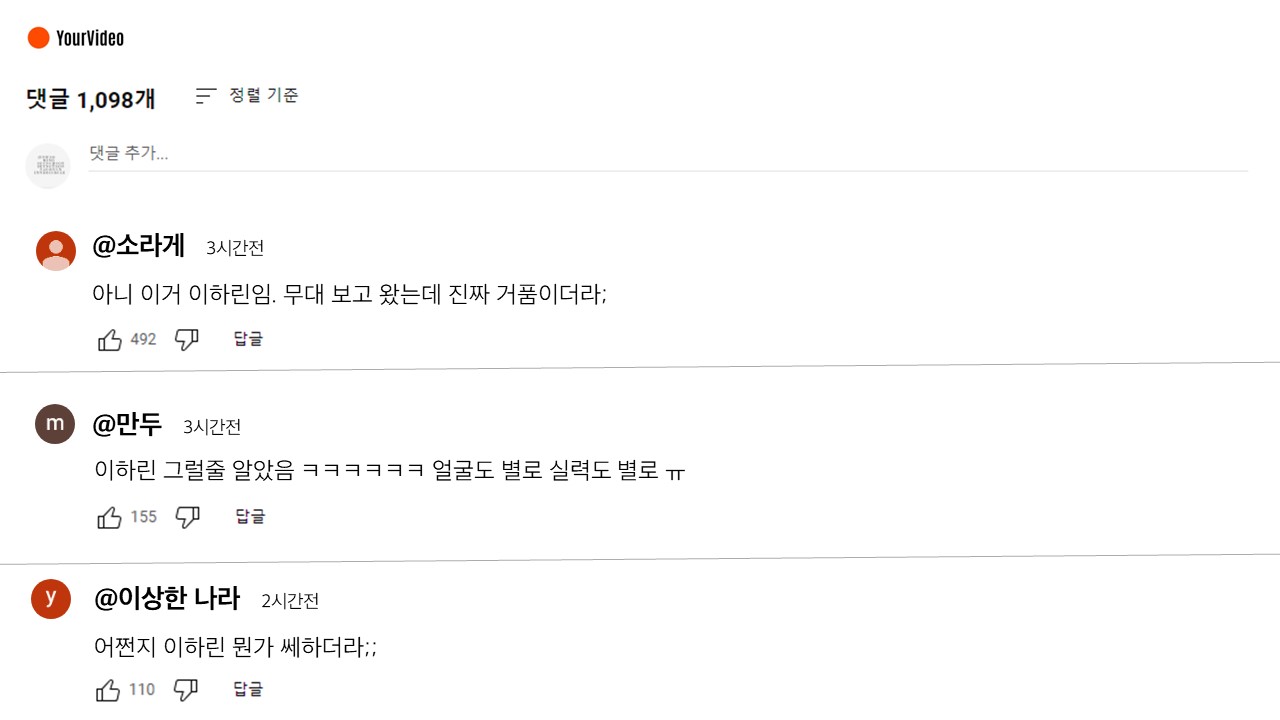 YourVideo
댓글 1,098개
정렬 기준
댓글 추가...
@소라게 3시간전
아니 이거 이하린임. 무대 보고 왔는데 진짜 거품이더라;
492 답글
m
@만두 3시간전
이하린 그럴줄 알았음 ㅋㅋㅋㅋㅋㅋ 얼굴도 별로 실력도 별로 ㅠ
155 답글
y
@이상한 나라 2시간전
어쩐지 이하린 뭔가 쎄하더라;;
110 답글